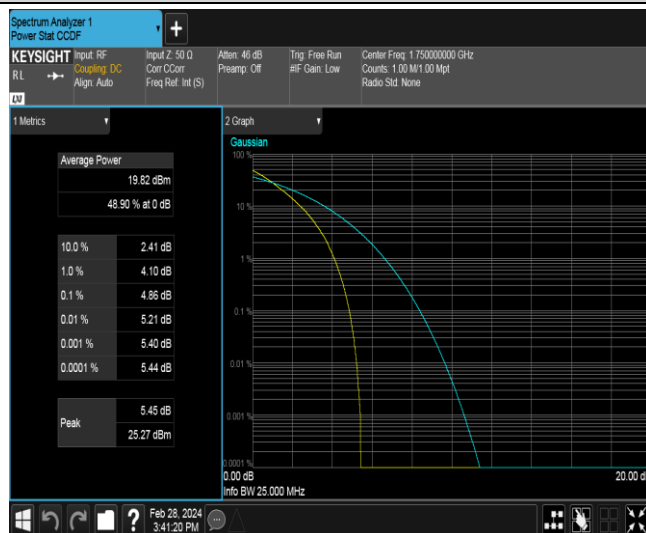 Spectrum Analyzer 1
Power Stat CCDF
+
KEYSIGHT
RL
LXI
Input: RF
Coupling: DC
Align: Auto
Input Z: 50 Ω
Corr CCorr
Freq Ref: Int (S)
Atten: 46 dB
Preamp: Off
Trig: Free Run
#IF Gain: Low
Center Freq: 1.750000000 GHz
Counts: 1.00 M/1.00 Mpt
Radio Std: None
1 Metrics
Average Power
19.82 dBm
48.90 % at 0 dB
10.0 % 2.41 dB
1.0 % 4.10 dB
0.1 % 4.86 dB
0.01 % 5.21 dB
0.001 % 5.40 dB
0.0001 % 5.44 dB
Peak 5.45 dB
25.27 dBm
2 Graph
Gaussian
100 %
10 %
1 %
0.1 %
0.01 %
0.001 %
0.0001 %
0.00 dB
20.00 d
Info BW 25.000 MHz
?
Feb 28, 2024
3:41:20 PM